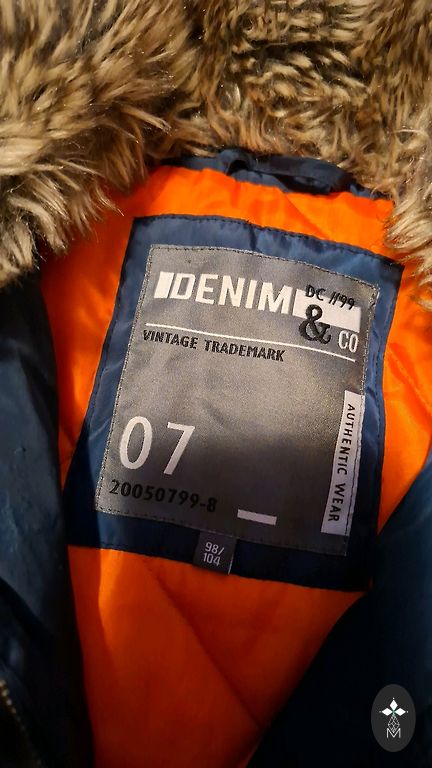 DENIM
DC //99
& CO
VINTAGE TRADEMARK
07
20050799-8
AUTHENTIC WEAR
98/
104
M